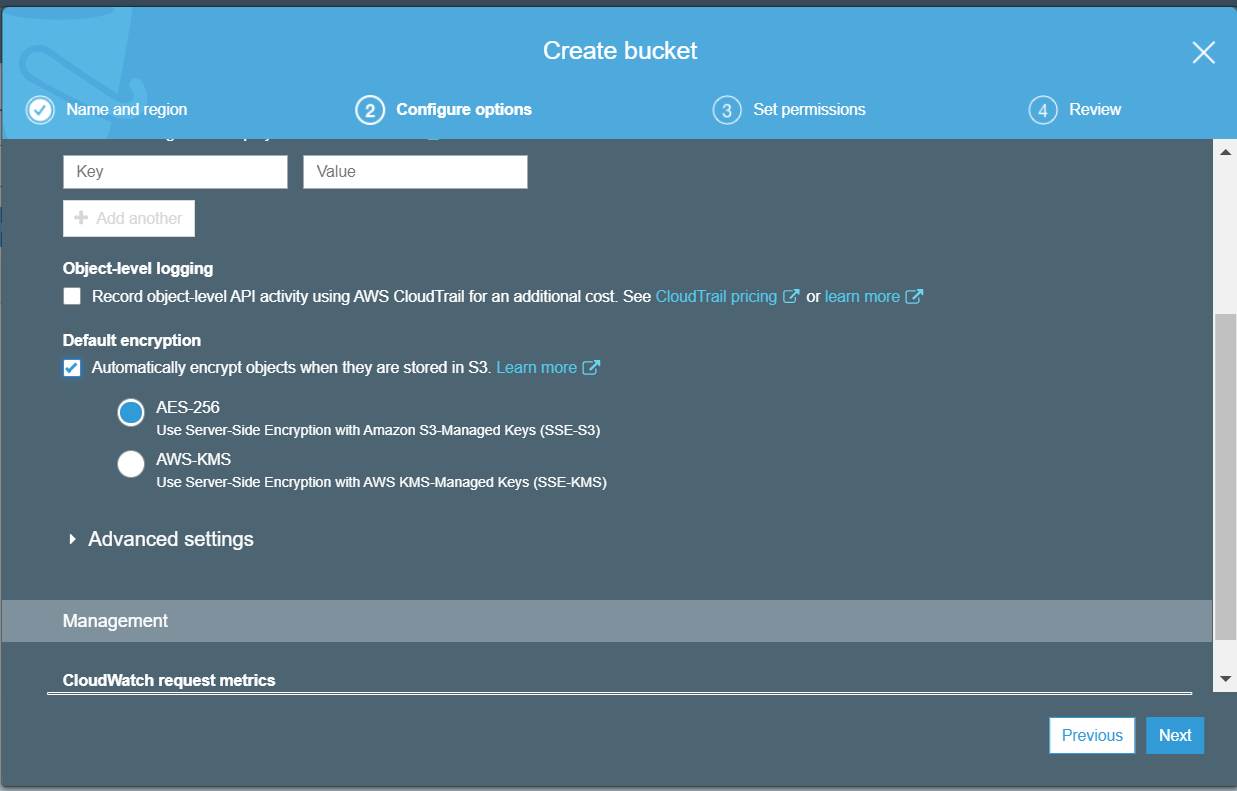 Create bucket
Name and region
2 Configure options
3 Set permissions
4 Review
Key Value
Add another
Object-level logging
Record object-level API activity using AWS CloudTrail for an additional cost. See CloudTrail pricing or learn more
Default encryption
Automatically encrypt objects when they are stored in S3. Learn more
AES-256
Use Server-Side Encryption with Amazon S3-Managed Keys (SSE-S3)
AWS-KMS
Use Server-Side Encryption with AWS KMS-Managed Keys (SSE-KMS)
Advanced settings
Management
CloudWatch request metrics
Previous Next